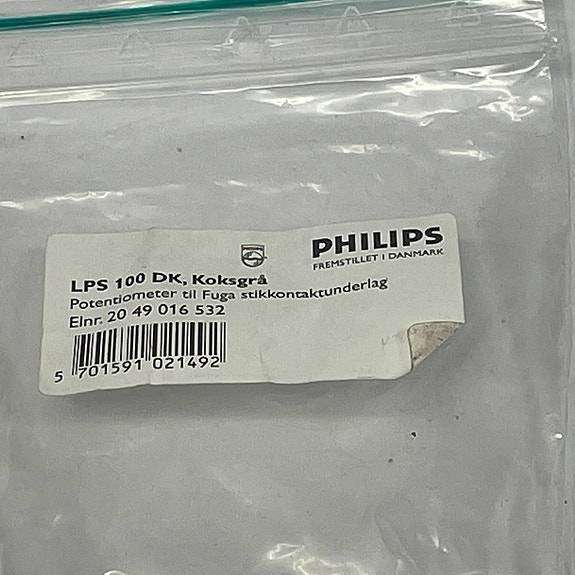 PHILIPS
FREMSTILLET I DANMARK
LPS 100 DK, Koksgrå
Potentiometer til Fuga stikkontaktunderlag
Elnr. 20 49 016 532
5 701591 021492